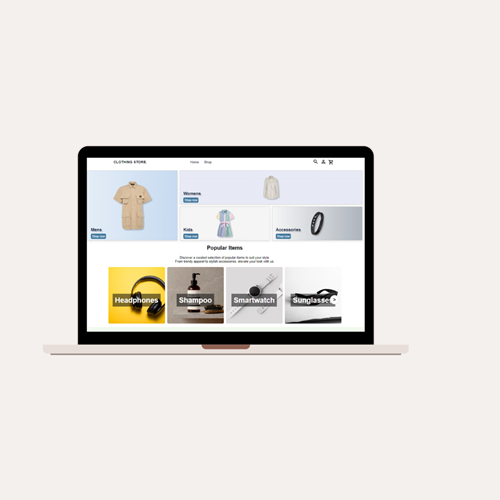 CLOTHING STORE.
Home Shop
Mens.
Shop now
Womens.
Shop now
Kids.
Shop now
Accessories.
Shop now
Popular Items
Discover a curated selection of popular items to suit your style.
From trendy apparel to stylish accessories, elevate your look with us.
Headphones
Shampoo
Smartwatch
Sunglasses